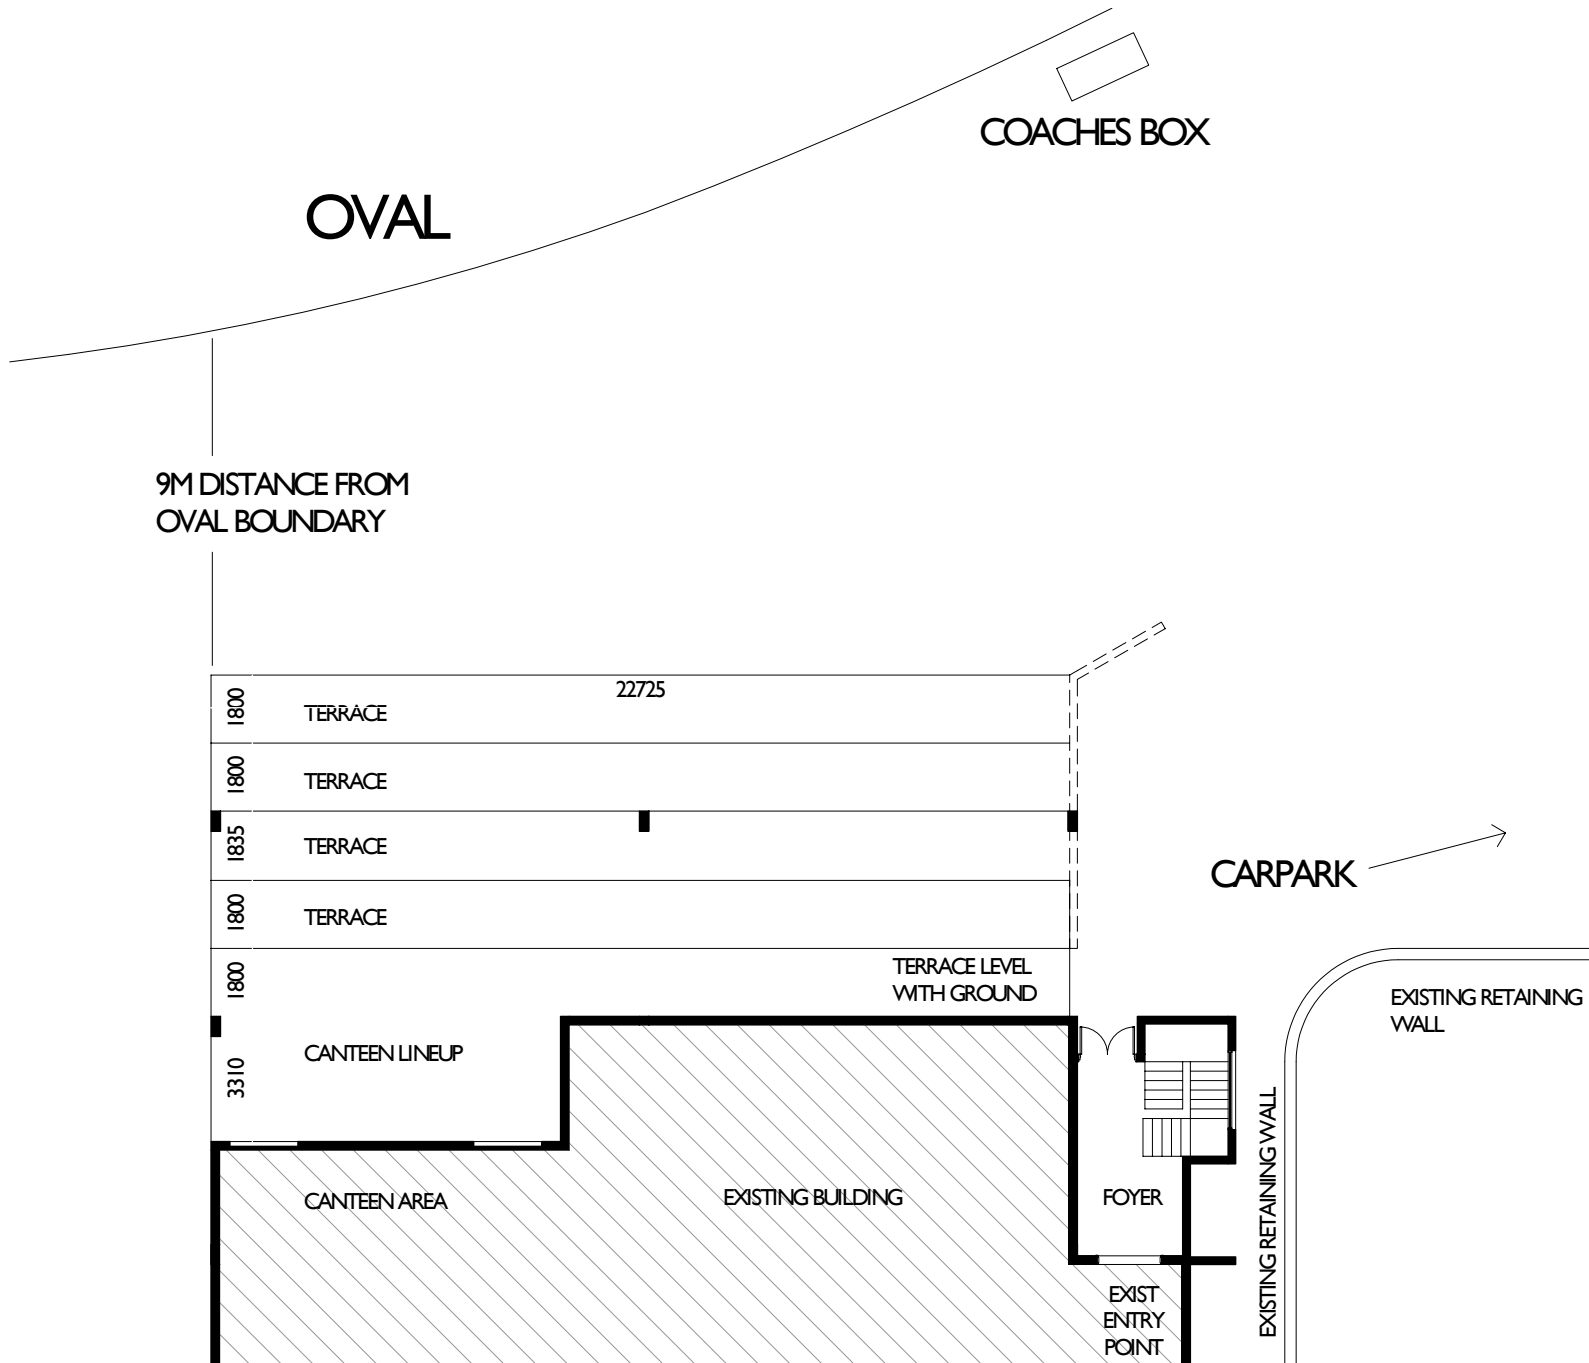 COACHES BOX
OVAL
9M DISTANCE FROM
OVAL BOUNDARY
22725
1800
TERRACE
1800
TERRACE
1835
TERRACE
CARPARK
1800
TERRACE
1800
TERRACE LEVEL
WITH GROUND
EXISTING RETAINING
WALL
CANTEEN LINEUP
3310
CANTEEN AREA
EXISTING BUILDING
FOYER
EXISTING RETAINING WALL
EXIST
ENTRY
POINT